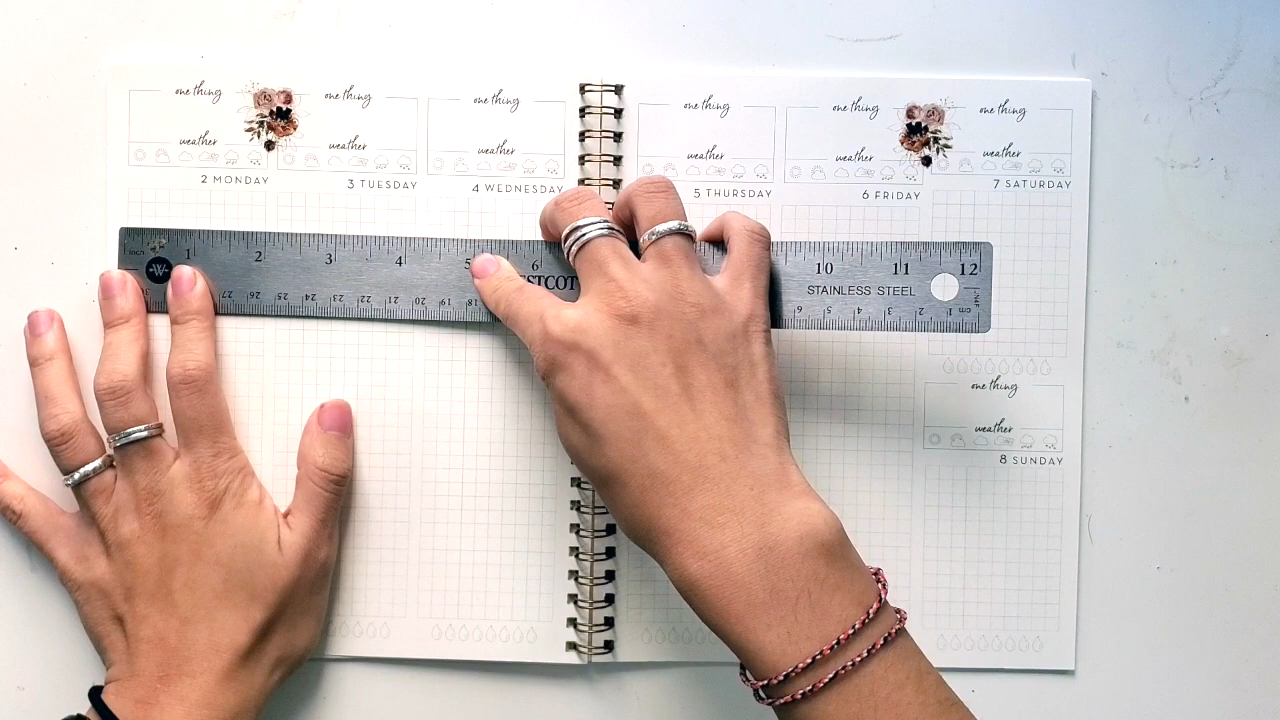 one thing
weather
2 MONDAY
one thing
weather
3 TUESDAY
one thing
weather
4 WEDNESDAY
one thing
weather
5 THURSDAY
one thing
weather
6 FRIDAY
one thing
weather
7 SATURDAY
inch 1 2 3 4 5 6 10 11 12
W
STAINLESS STEEL
27 26 25 24 23 22 21 20 19 18 6 5 4 3 2 1 cm
one thing
weather
8 SUNDAY